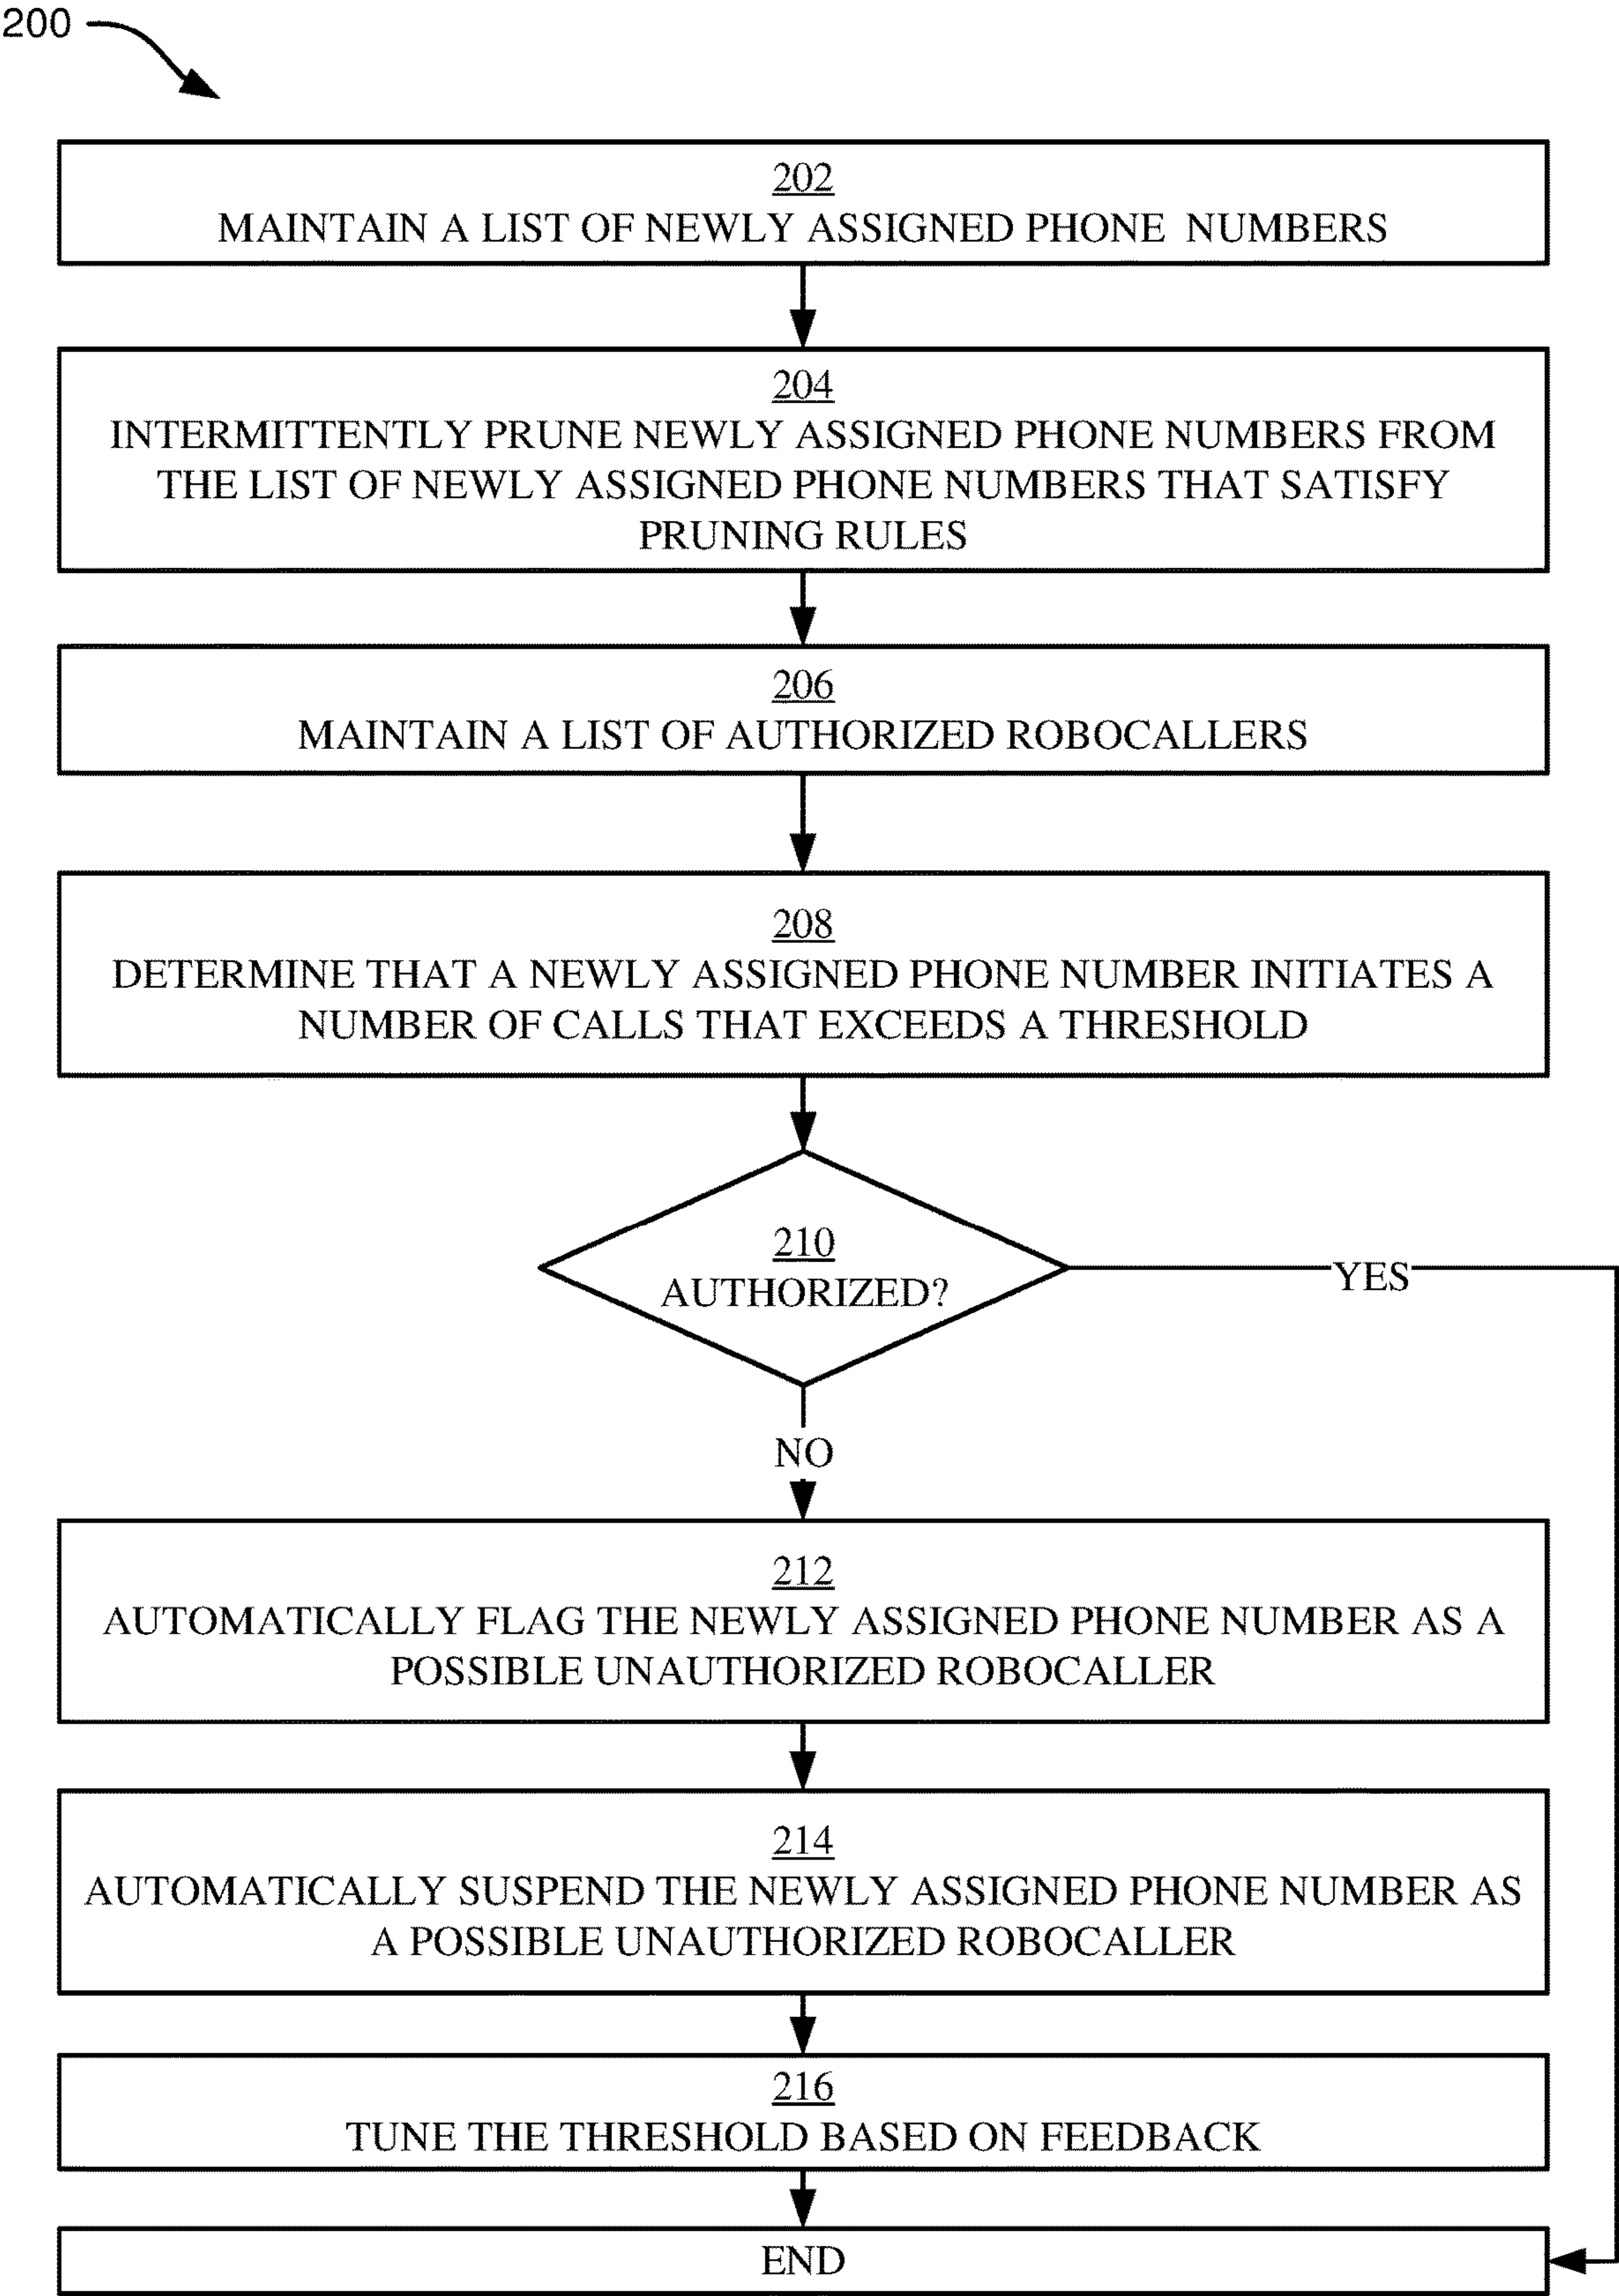 200
202
MAINTAIN A LIST OF NEWLY ASSIGNED PHONE NUMBERS
204
INTERMITTENTLY PRUNE NEWLY ASSIGNED PHONE NUMBERS FROM
THE LIST OF NEWLY ASSIGNED PHONE NUMBERS THAT SATISFY
PRUNING RULES
206
MAINTAIN A LIST OF AUTHORIZED ROBOCALLERS
208
DETERMINE THAT A NEWLY ASSIGNED PHONE NUMBER INITIATES A
NUMBER OF CALLS THAT EXCEEDS A THRESHOLD
210
AUTHORIZED?
YES
NO
212
AUTOMATICALLY FLAG THE NEWLY ASSIGNED PHONE NUMBER AS A
POSSIBLE UNAUTHORIZED ROBOCALLER
214
AUTOMATICALLY SUSPEND THE NEWLY ASSIGNED PHONE NUMBER AS
A POSSIBLE UNAUTHORIZED ROBOCALLER
216
TUNE THE THRESHOLD BASED ON FEEDBACK
END